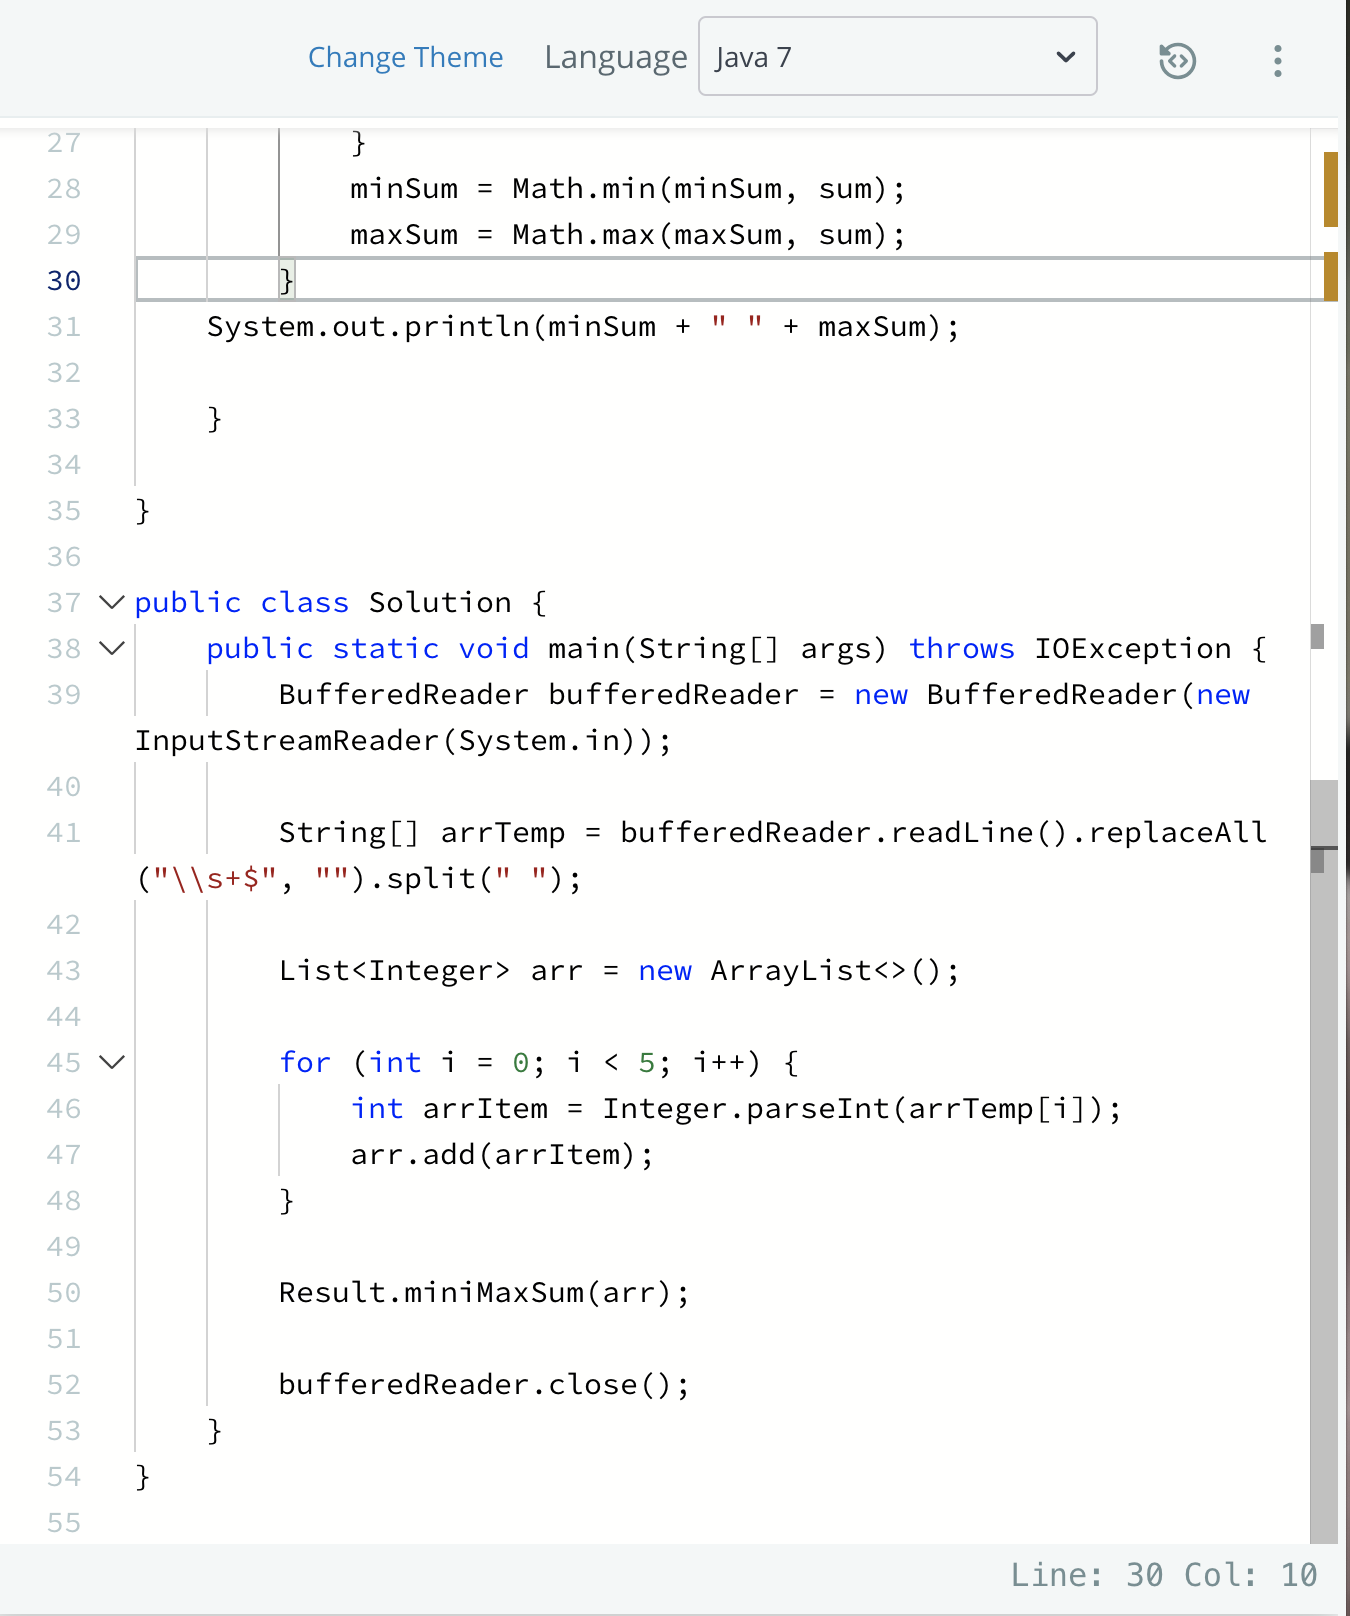 Change Theme Language Java 7
27 }
28 minSum = Math.min(minSum, sum);
29 maxSum = Math.max(maxSum, sum);
30 }
31 System.out.println(minSum + " " + maxSum);
32
33 }
34
35 }
36
37 public class Solution {
38 public static void main(String[] args) throws IOException {
39 BufferedReader bufferedReader = new BufferedReader(new
InputStreamReader(System.in));
40
41 String[] arrTemp = bufferedReader.readLine().replaceAll
("\\s+$", "").split(" ");
42
43 List<Integer> arr = new ArrayList<>();
44
45 for (int i = 0; i < 5; i++) {
46 int arrItem = Integer.parseInt(arrTemp[i]);
47 arr.add(arrItem);
48 }
49
50 Result.miniMaxSum(arr);
51
52 bufferedReader.close();
53 }
54 }
55
Line: 30 Col: 10